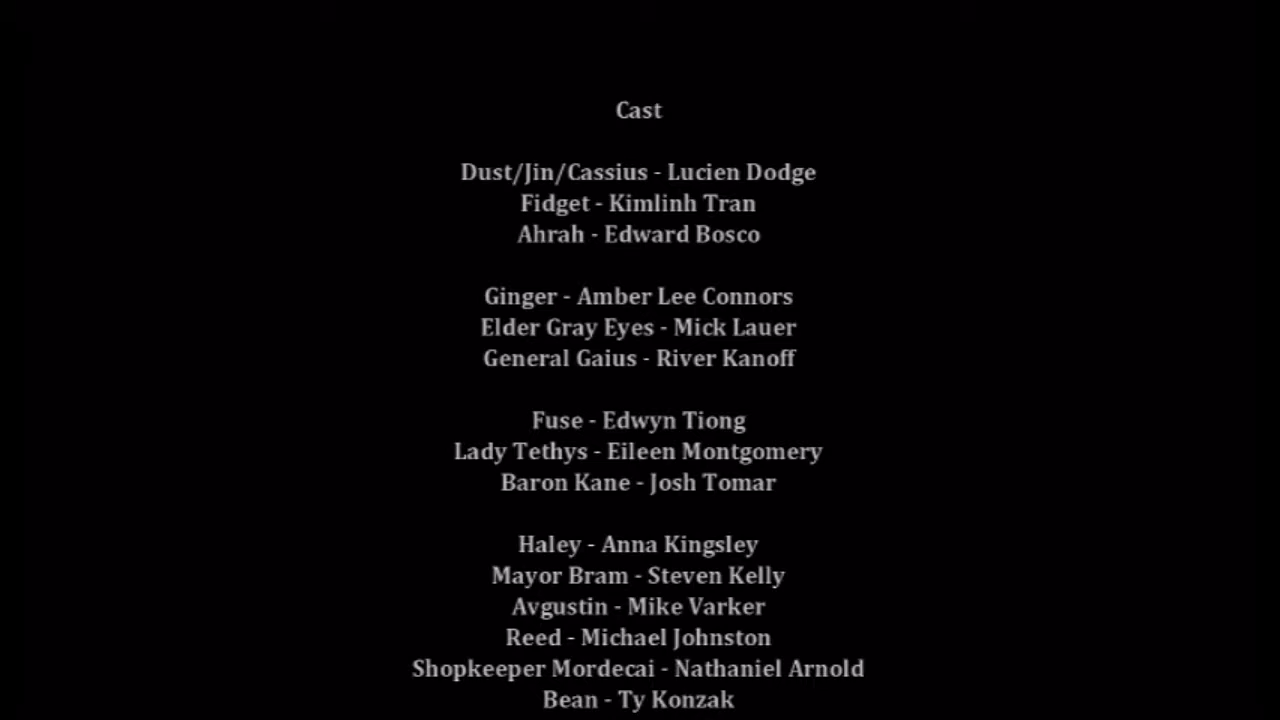 Cast
Dust/Jin/Cassius - Lucien Dodge
Fidget - Kimlinh Tran
Ahrah - Edward Bosco
Ginger - Amber Lee Connors
Elder Gray Eyes - Mick Lauer
General Gaius - River Kanoff
Fuse - Edwyn Tiong
Lady Tethys - Eileen Montgomery
Baron Kane - Josh Tomar
Haley - Anna Kingsley
Mayor Bram - Steven Kelly
Avgustin - Mike Varker
Reed - Michael Johnston
Shopkeeper Mordecai - Nathaniel Arnold
Bean - Ty Konzak